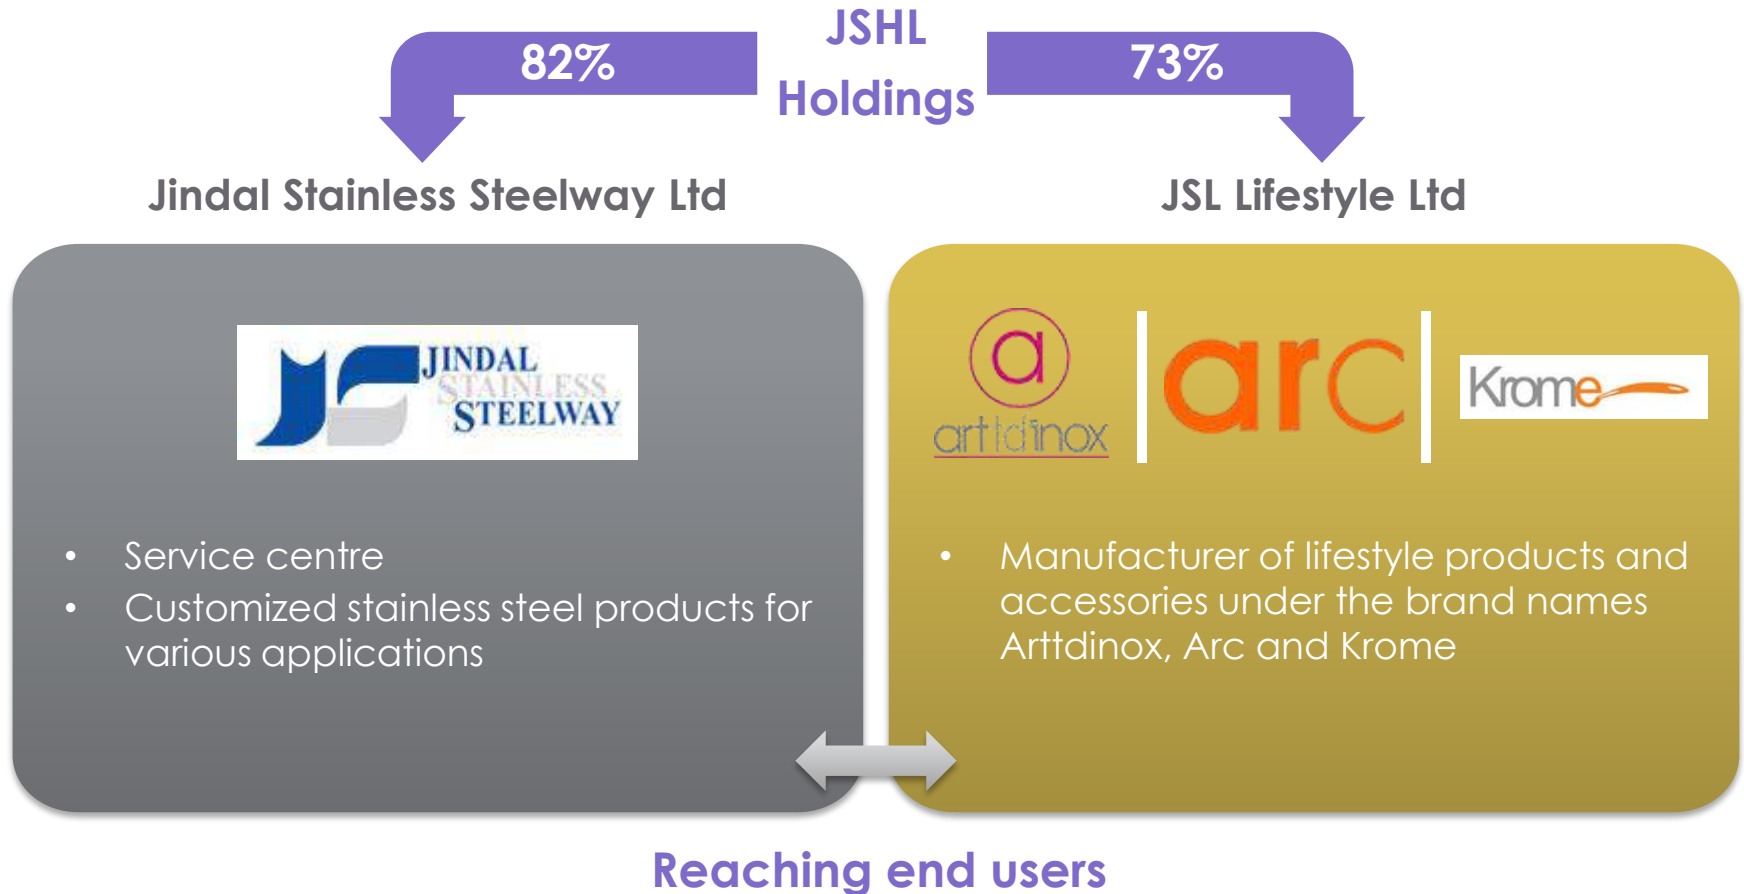 JSHL
Holdings
82%
73%
Jindal Stainless Steelway Ltd
JSL Lifestyle Ltd
JINDAL
STAINLESS
STEELWAY
• Service centre
• Customized stainless steel products for
various applications
a
arttdinox
arc
Krome
• Manufacturer of lifestyle products and
accessories under the brand names
Arttdinox, Arc and Krome
Reaching end users